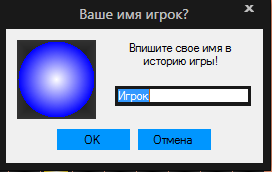 Ваше имя игрок?
x
Впишите свое имя в
историю игры!
Игрок
OK
Отмена